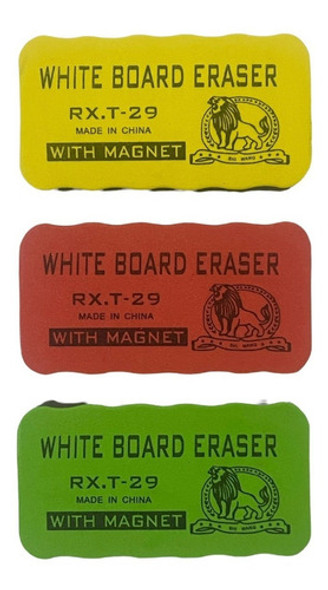 WHITE BOARD ERASER
RX.T-29
MADE IN CHINA
WITH MAGNET
WHITE BOARD ERASER
RX.T-29
MADE IN CHINA
WITH MAGNET
WHITE BOARD ERASER
RX.T-29
MADE IN CHINA
WITH MAGNET